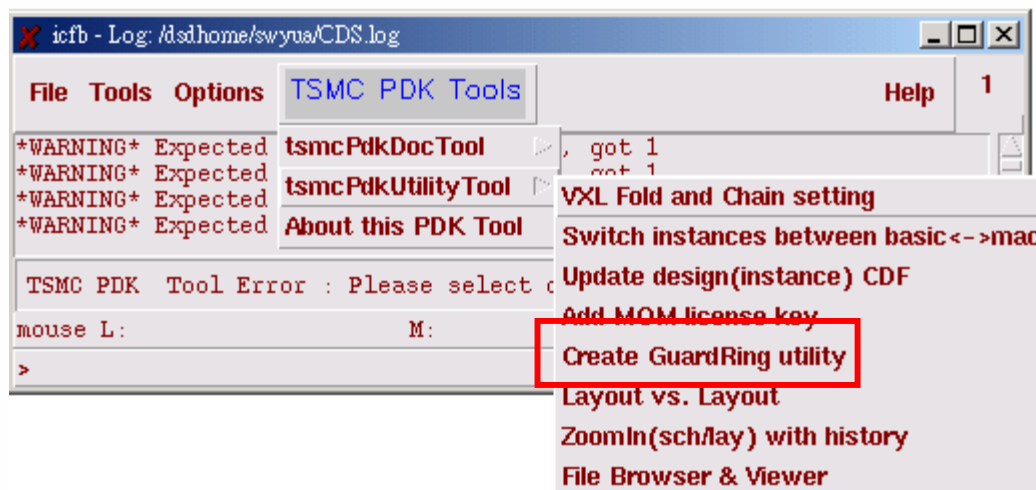 icfb - Log: /dsdhome/swyua/CDS.log
File Tools Options TSMC PDK Tools Help 1
*WARNING* Expected , got 1
*WARNING* Expected got 1
*WARNING* Expected
*WARNING* Expected
tsmcPdkDocTool
tsmcPdkUtilityTool
About this PDK Tool
VXL Fold and Chain setting
Switch instances between basic<->mac
Update design(instance) CDF
Add MOM license key
Create GuardRing utility
Layout vs. Layout
ZoomIn(sch/lay) with history
File Browser & Viewer
TSMC PDK Tool Error : Please select
mouse L: M:
>